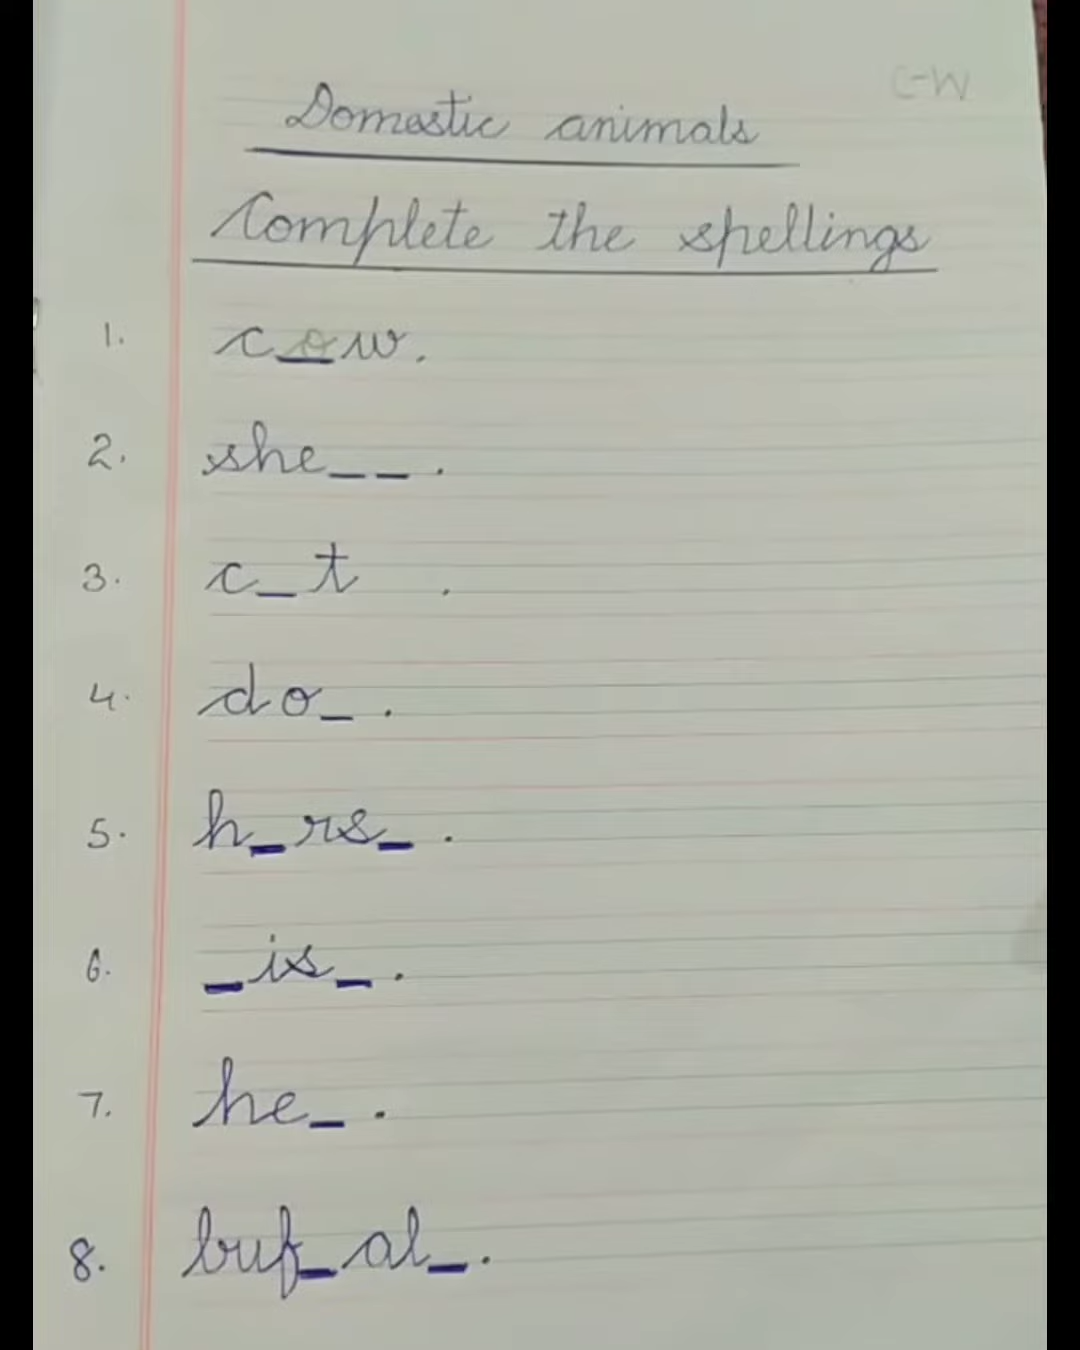 C-W
Domestic animals
Complete the spellings
1. cow.
2. she__.
3. c_t .
4. do_.
5. h_rs_.
6. _is_.
7. he_.
8. buf_al_.